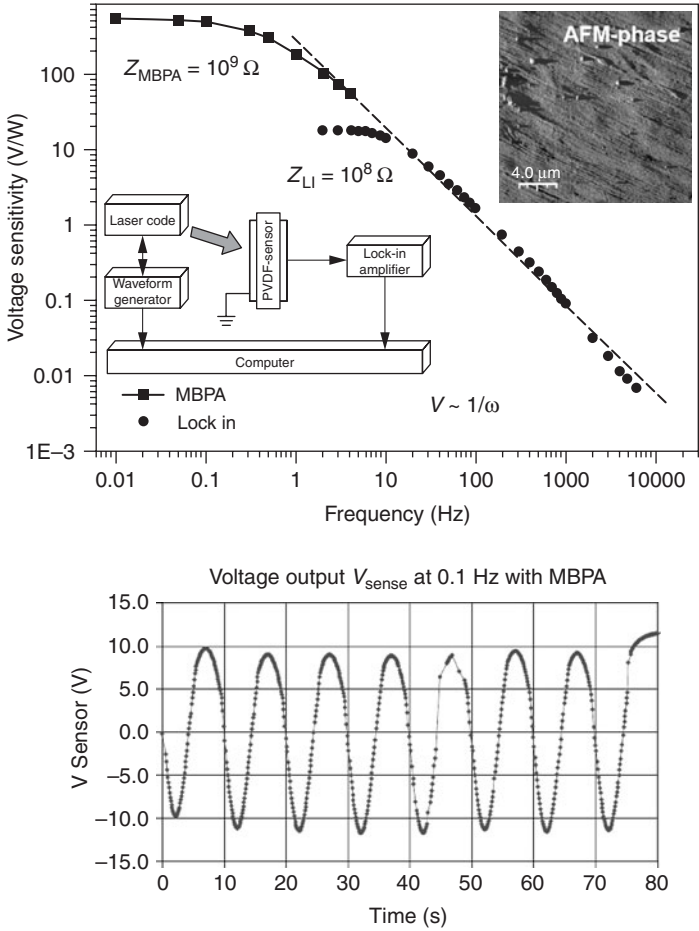 Voltage sensitivity (V/W)
100
10
1
0.1
0.01
1E–3
Z_MBPA = 10⁹ Ω
Z_LI = 10⁸ Ω
AFM-phase
4.0 μm
Laser code
Waveform
generator
PVDF-sensor
Lock-in
amplifier
Computer
MBPA
Lock in
V ~ 1/ω
0.01 0.1 1 10 100 1000 10000
Frequency (Hz)
Voltage output V_sense at 0.1 Hz with MBPA
V Sensor (V)
15.0
10.0
5.0
0.0
–5.0
–10.0
–15.0
0 10 20 30 40 50 60 70 80
Time (s)